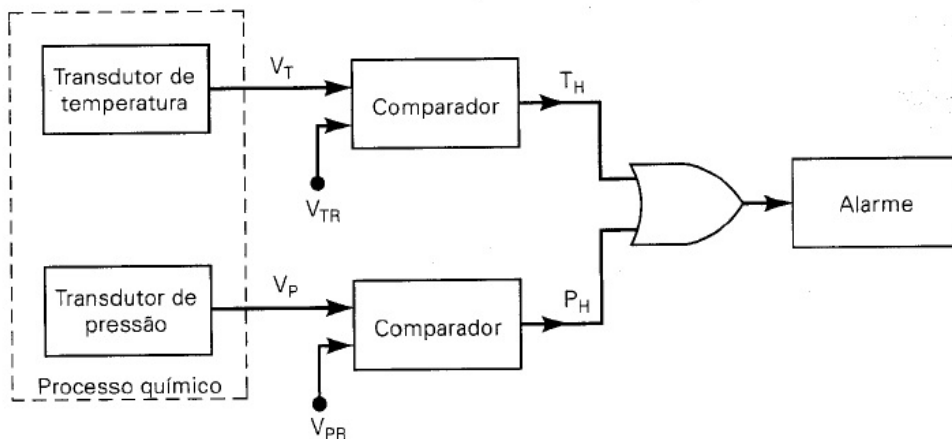 Transdutor de
temperatura
V_T
Comparador
T_H
V_TR
Alarme
Transdutor de
pressão
V_P
Comparador
P_H
V_PR
Processo químico